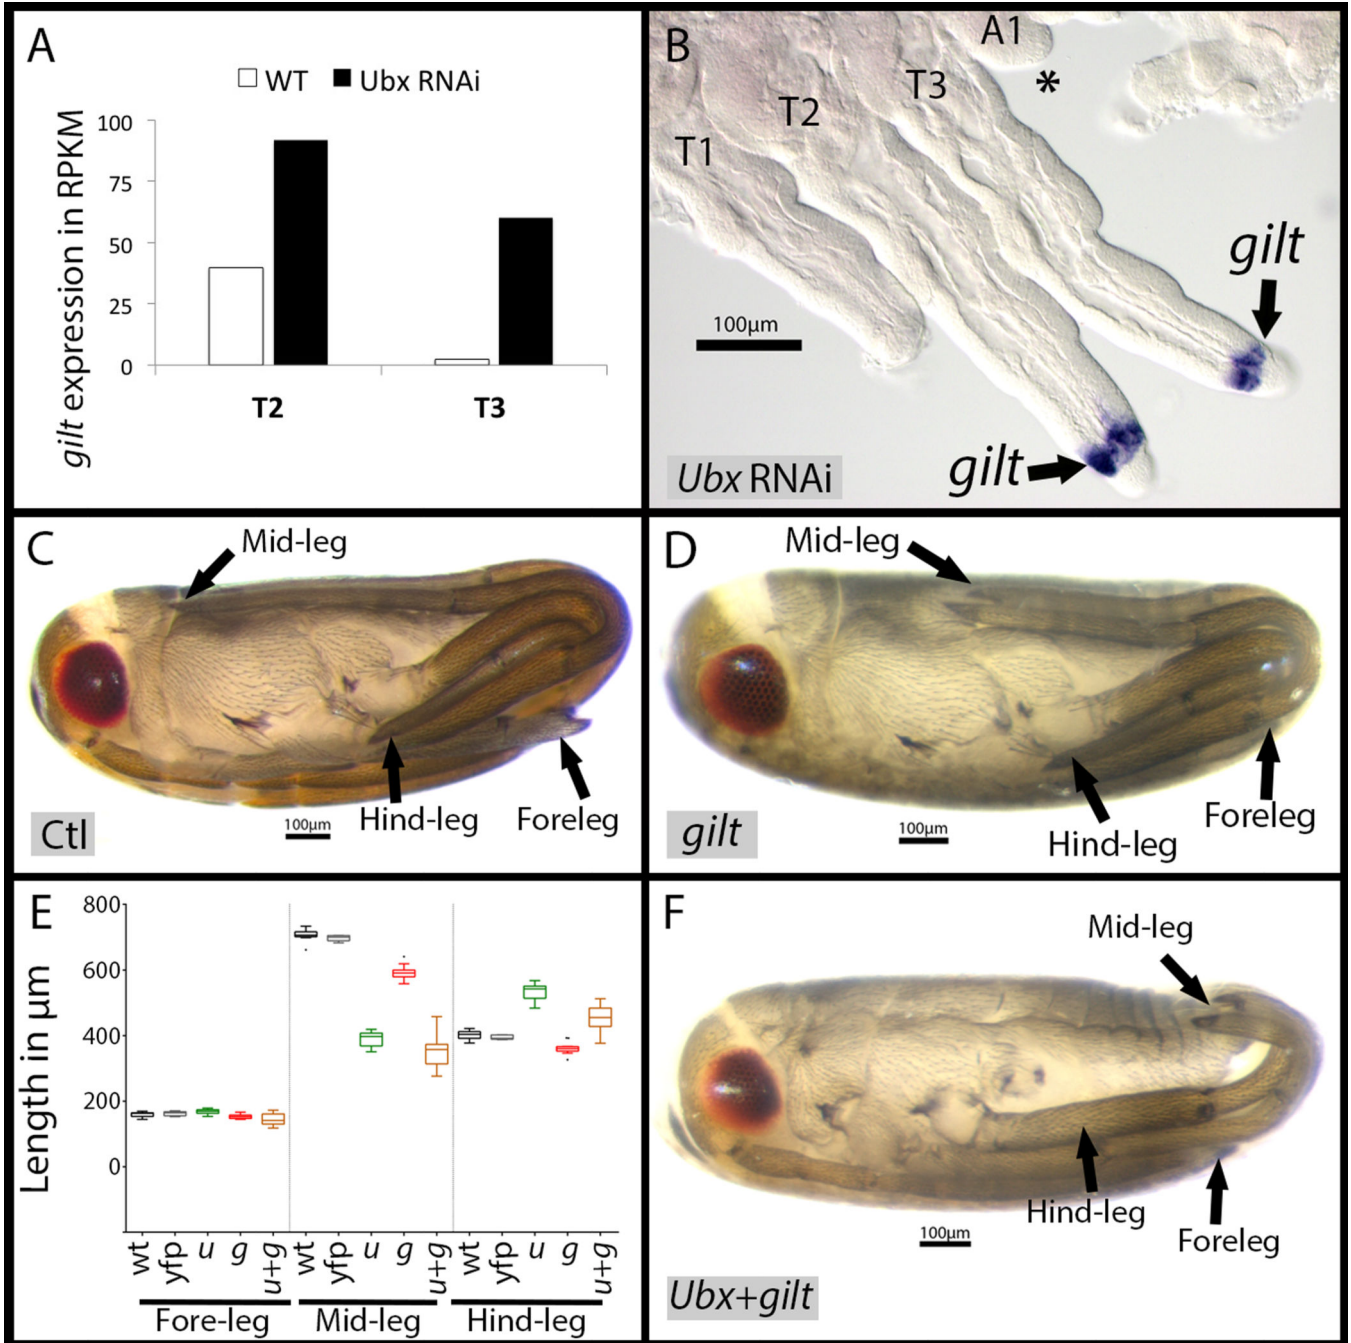 A
WT Ubx RNAi
gilt expression in RPKM
100
75
50
25
0
T2 T3
B
A1
*
T3
T2
T1
gilt
100µm
gilt
Ubx RNAi
C
Mid-leg
Hind-leg Foreleg
100µm
Ctl
D
Mid-leg
Foreleg
Hind-leg
100µm
gilt
E
Length in µm
800
600
400
200
0
wt yfp u g u+g wt yfp u g u+g wt yfp u g u+g
Fore-leg Mid-leg Hind-leg
F
Mid-leg
Hind-leg
Foreleg
100µm
Ubx+gilt